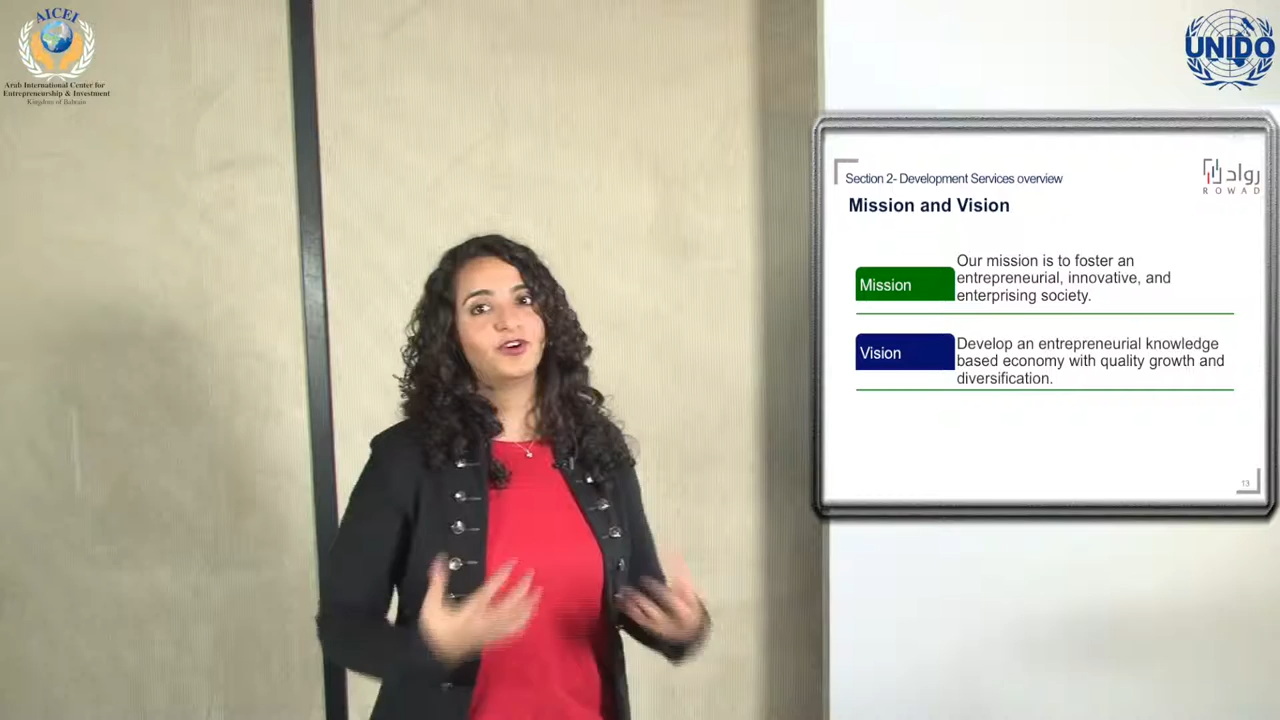 AICEI
Arab International Center for
Entrepreneurship & Investment
Kingdom of Bahrain
UNIDO
Section 2- Development Services overview
رواد
ROWAD
Mission and Vision
Mission
Our mission is to foster an
entrepreneurial, innovative, and
enterprising society.
Vision
Develop an entrepreneurial knowledge
based economy with quality growth and
diversification.
13